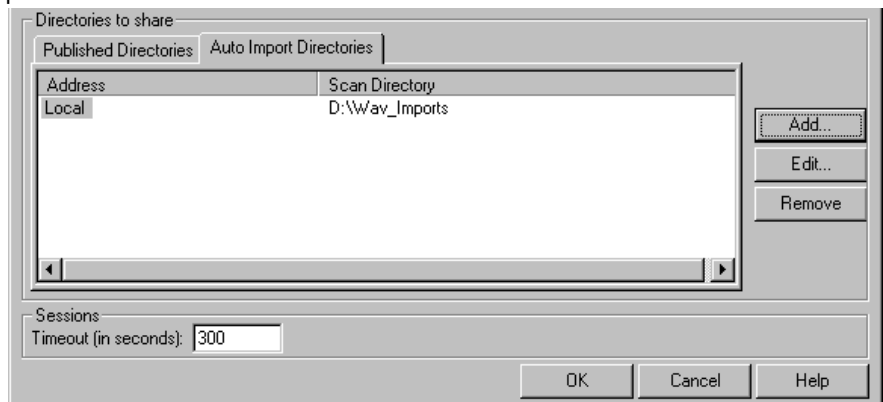 Directories to share
Published Directories Auto Import Directories
Address Scan Directory
Local D:\Wav_Imports
Add...
Edit...
Remove
Sessions
Timeout (in seconds): 300
OK Cancel Help